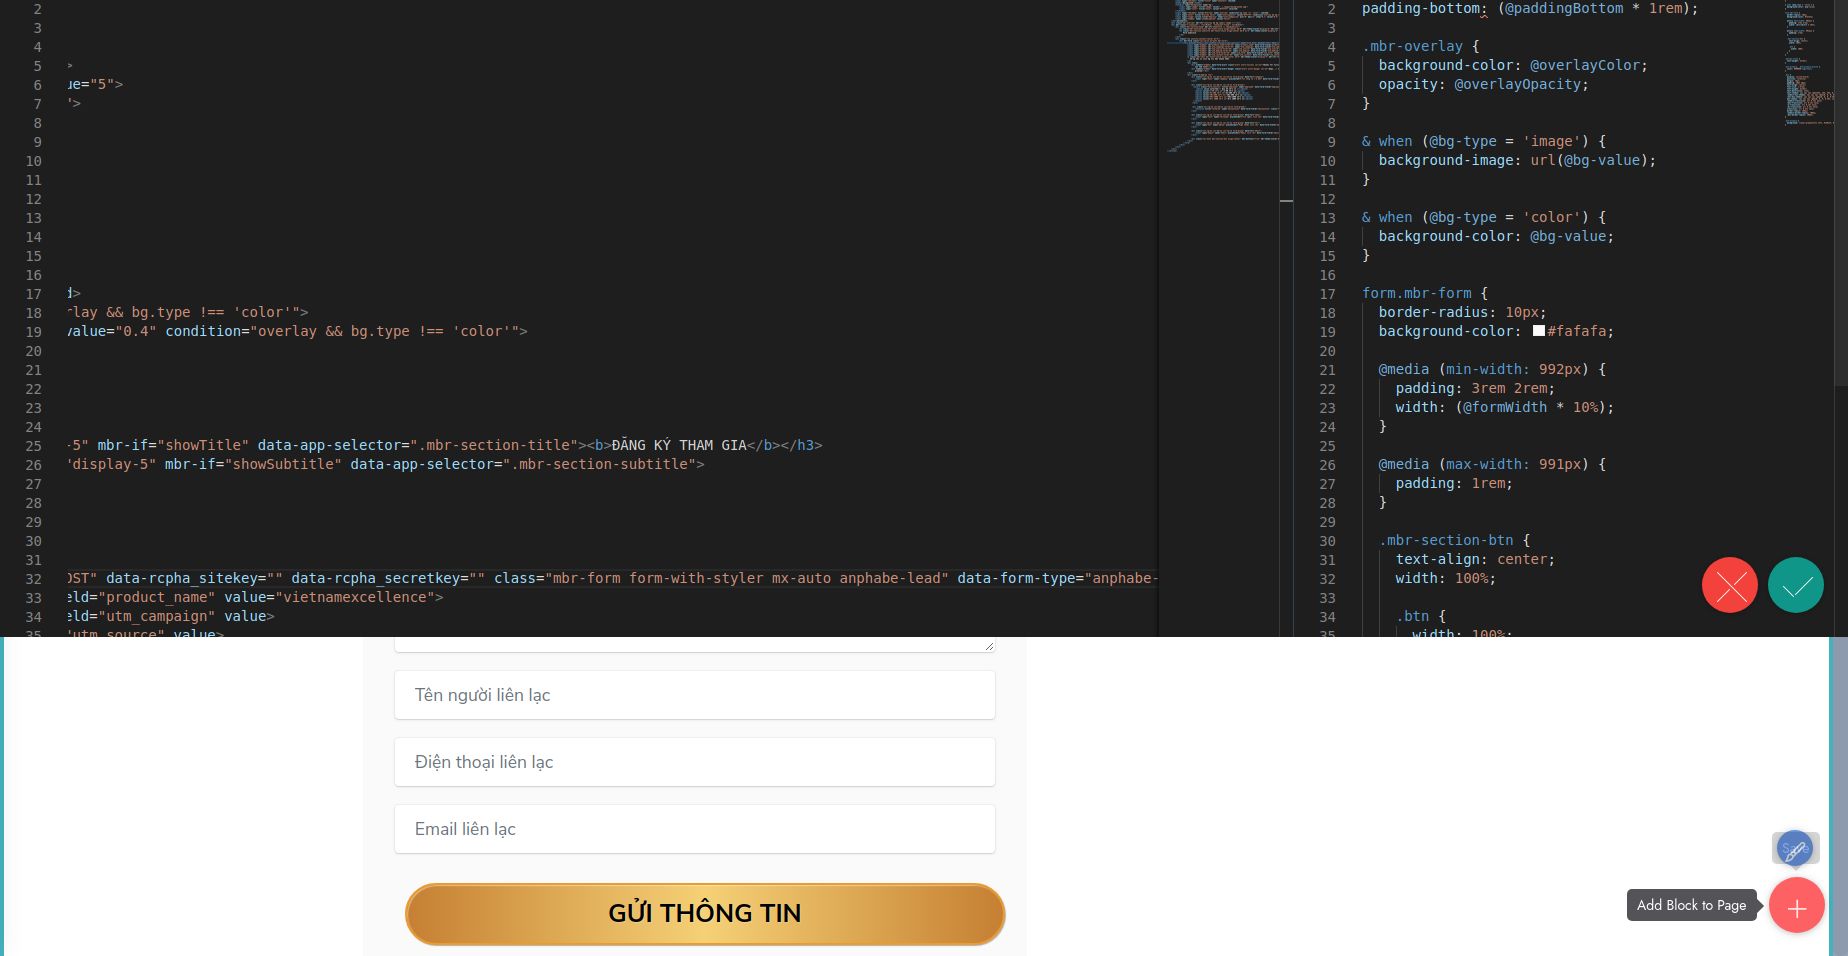 2
3
4
5 >
6 ue="5">
7 ">
8
9
10
11
12
13
14
15
16
17 d>
18 rlay && bg.type !== 'color'">
19 value="0.4" condition="overlay && bg.type !== 'color'">
20
21
22
23
24
25 -5" mbr-if="showTitle" data-app-selector=".mbr-section-title"><b>ĐĂNG KÝ THAM GIA</b></h3>
26 "display-5" mbr-if="showSubtitle" data-app-selector=".mbr-section-subtitle">
27
28
29
30
31
32 OST" data-rcpha_sitekey="" data-rcpha_secretkey="" class="mbr-form form-with-styler mx-auto anphabe-lead" data-form-type="anphabe-
33 eld="product_name" value="vietnamexcellence">
34 eld="utm_campaign" value>
35 "utm_source" value>
2 padding-bottom: (@paddingBottom * 1rem);
3
4 .mbr-overlay {
5 background-color: @overlayColor;
6 opacity: @overlayOpacity;
7 }
8
9 & when (@bg-type = 'image') {
10 background-image: url(@bg-value);
11 }
12
13 & when (@bg-type = 'color') {
14 background-color: @bg-value;
15 }
16
17 form.mbr-form {
18 border-radius: 10px;
19 background-color: #fafafa;
20
21 @media (min-width: 992px) {
22 padding: 3rem 2rem;
23 width: (@formWidth * 10%);
24 }
25
26 @media (max-width: 991px) {
27 padding: 1rem;
28 }
29
30 .mbr-section-btn {
31 text-align: center;
32 width: 100%;
33
34 .btn {
35 width: 100%;
Tên người liên lạc
Điện thoại liên lạc
Email liên lạc
GỬI THÔNG TIN
Add Block to Page